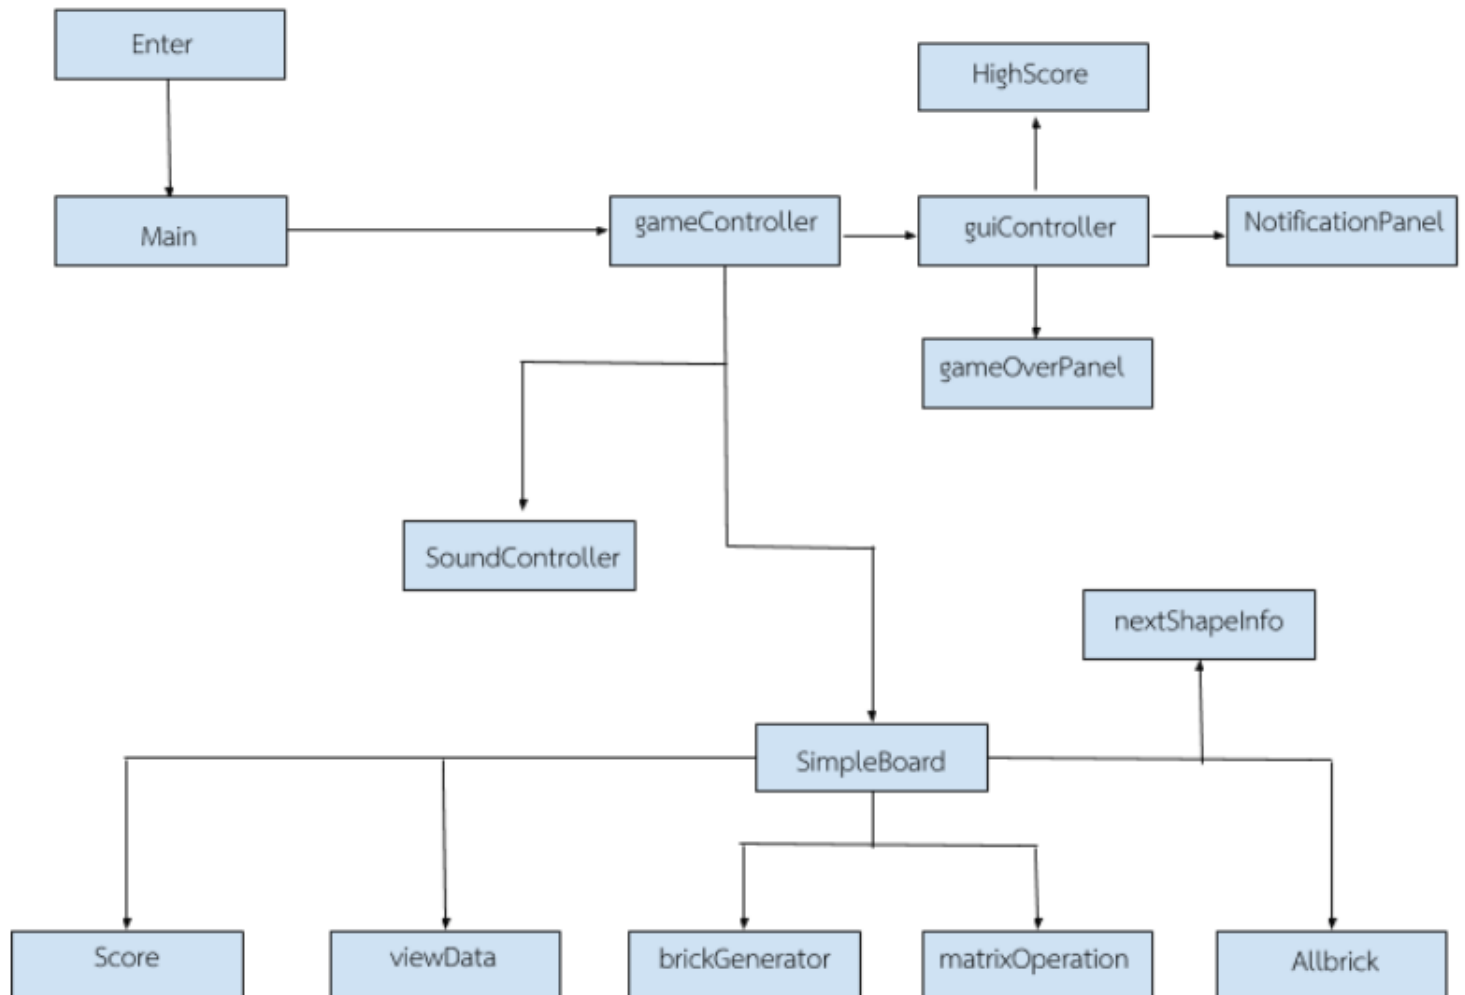 Enter
HighScore
Main
gameController
guiController
NotificationPanel
gameOverPanel
SoundController
nextShapeInfo
SimpleBoard
Score
viewData
brickGenerator
matrixOperation
Allbrick